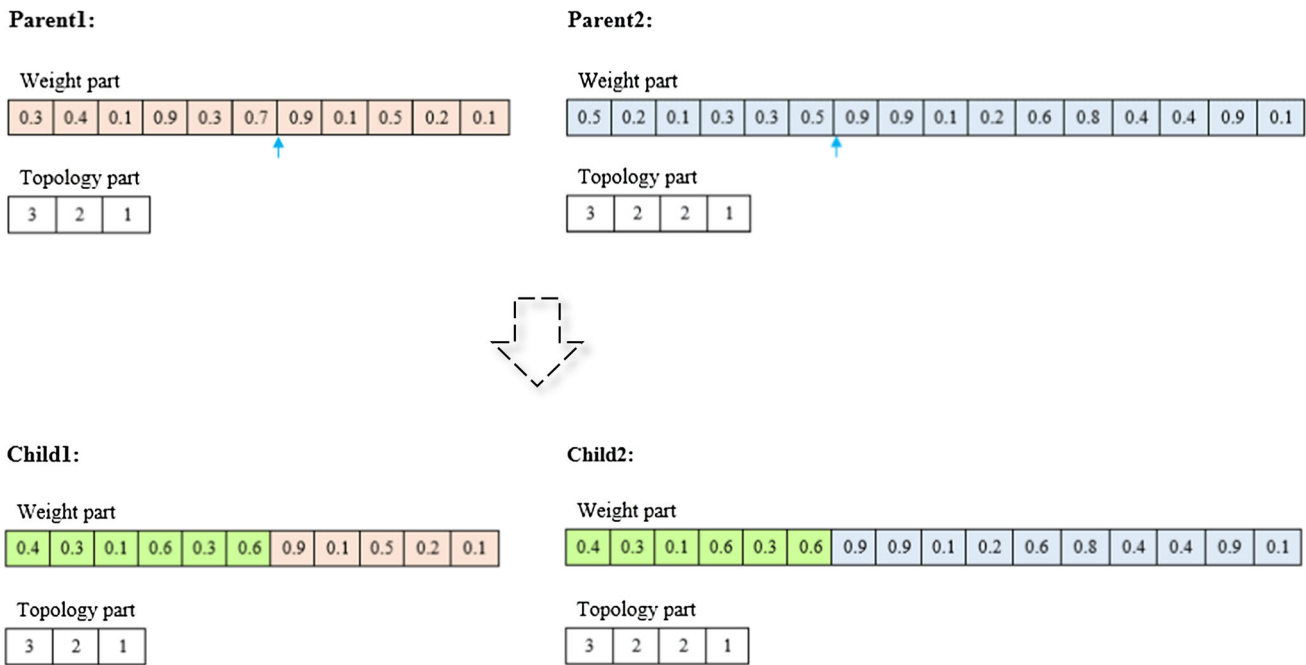 Parent1:
Weight part
0.3 0.4 0.1 0.9 0.3 0.7 0.9 0.1 0.5 0.2 0.1
Topology part
3 2 1
Parent2:
Weight part
0.5 0.2 0.1 0.3 0.3 0.5 0.9 0.9 0.1 0.2 0.6 0.8 0.4 0.4 0.9 0.1
Topology part
3 2 2 1
Child1:
Weight part
0.4 0.3 0.1 0.6 0.3 0.6 0.9 0.1 0.5 0.2 0.1
Topology part
3 2 1
Child2:
Weight part
0.4 0.3 0.1 0.6 0.3 0.6 0.9 0.9 0.1 0.2 0.6 0.8 0.4 0.4 0.9 0.1
Topology part
3 2 2 1